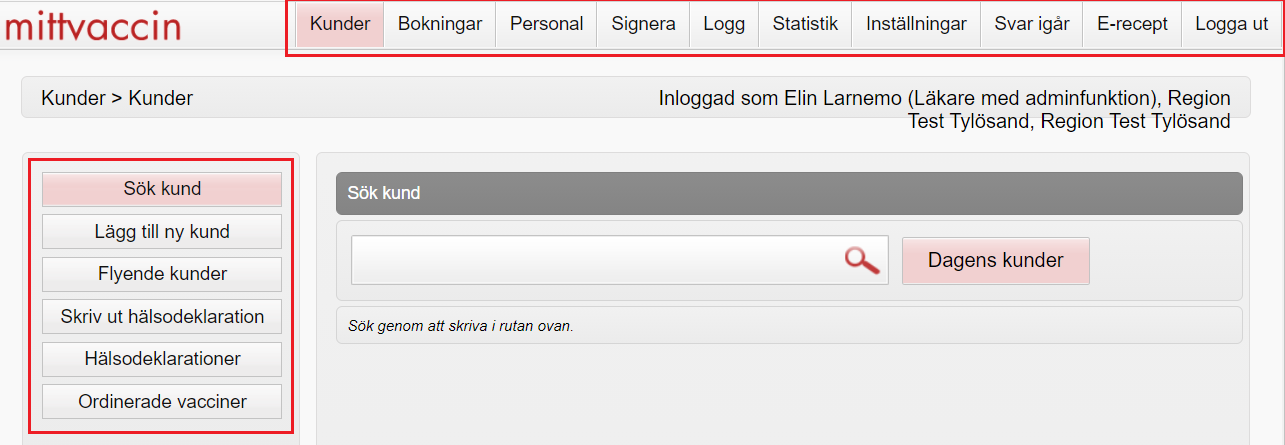 mittvaccin
Kunder Bokningar Personal Signera Logg Statistik Inställningar Svar igår E-recept Logga ut
Kunder > Kunder
Inloggad som Elin Larnemo (Läkare med adminfunktion), Region
Test Tylösand, Region Test Tylösand
Sök kund
Lägg till ny kund
Flyende kunder
Skriv ut hälsodeklaration
Hälsodeklarationer
Ordinerade vacciner
Sök kund
Dagens kunder
Sök genom att skriva i rutan ovan.